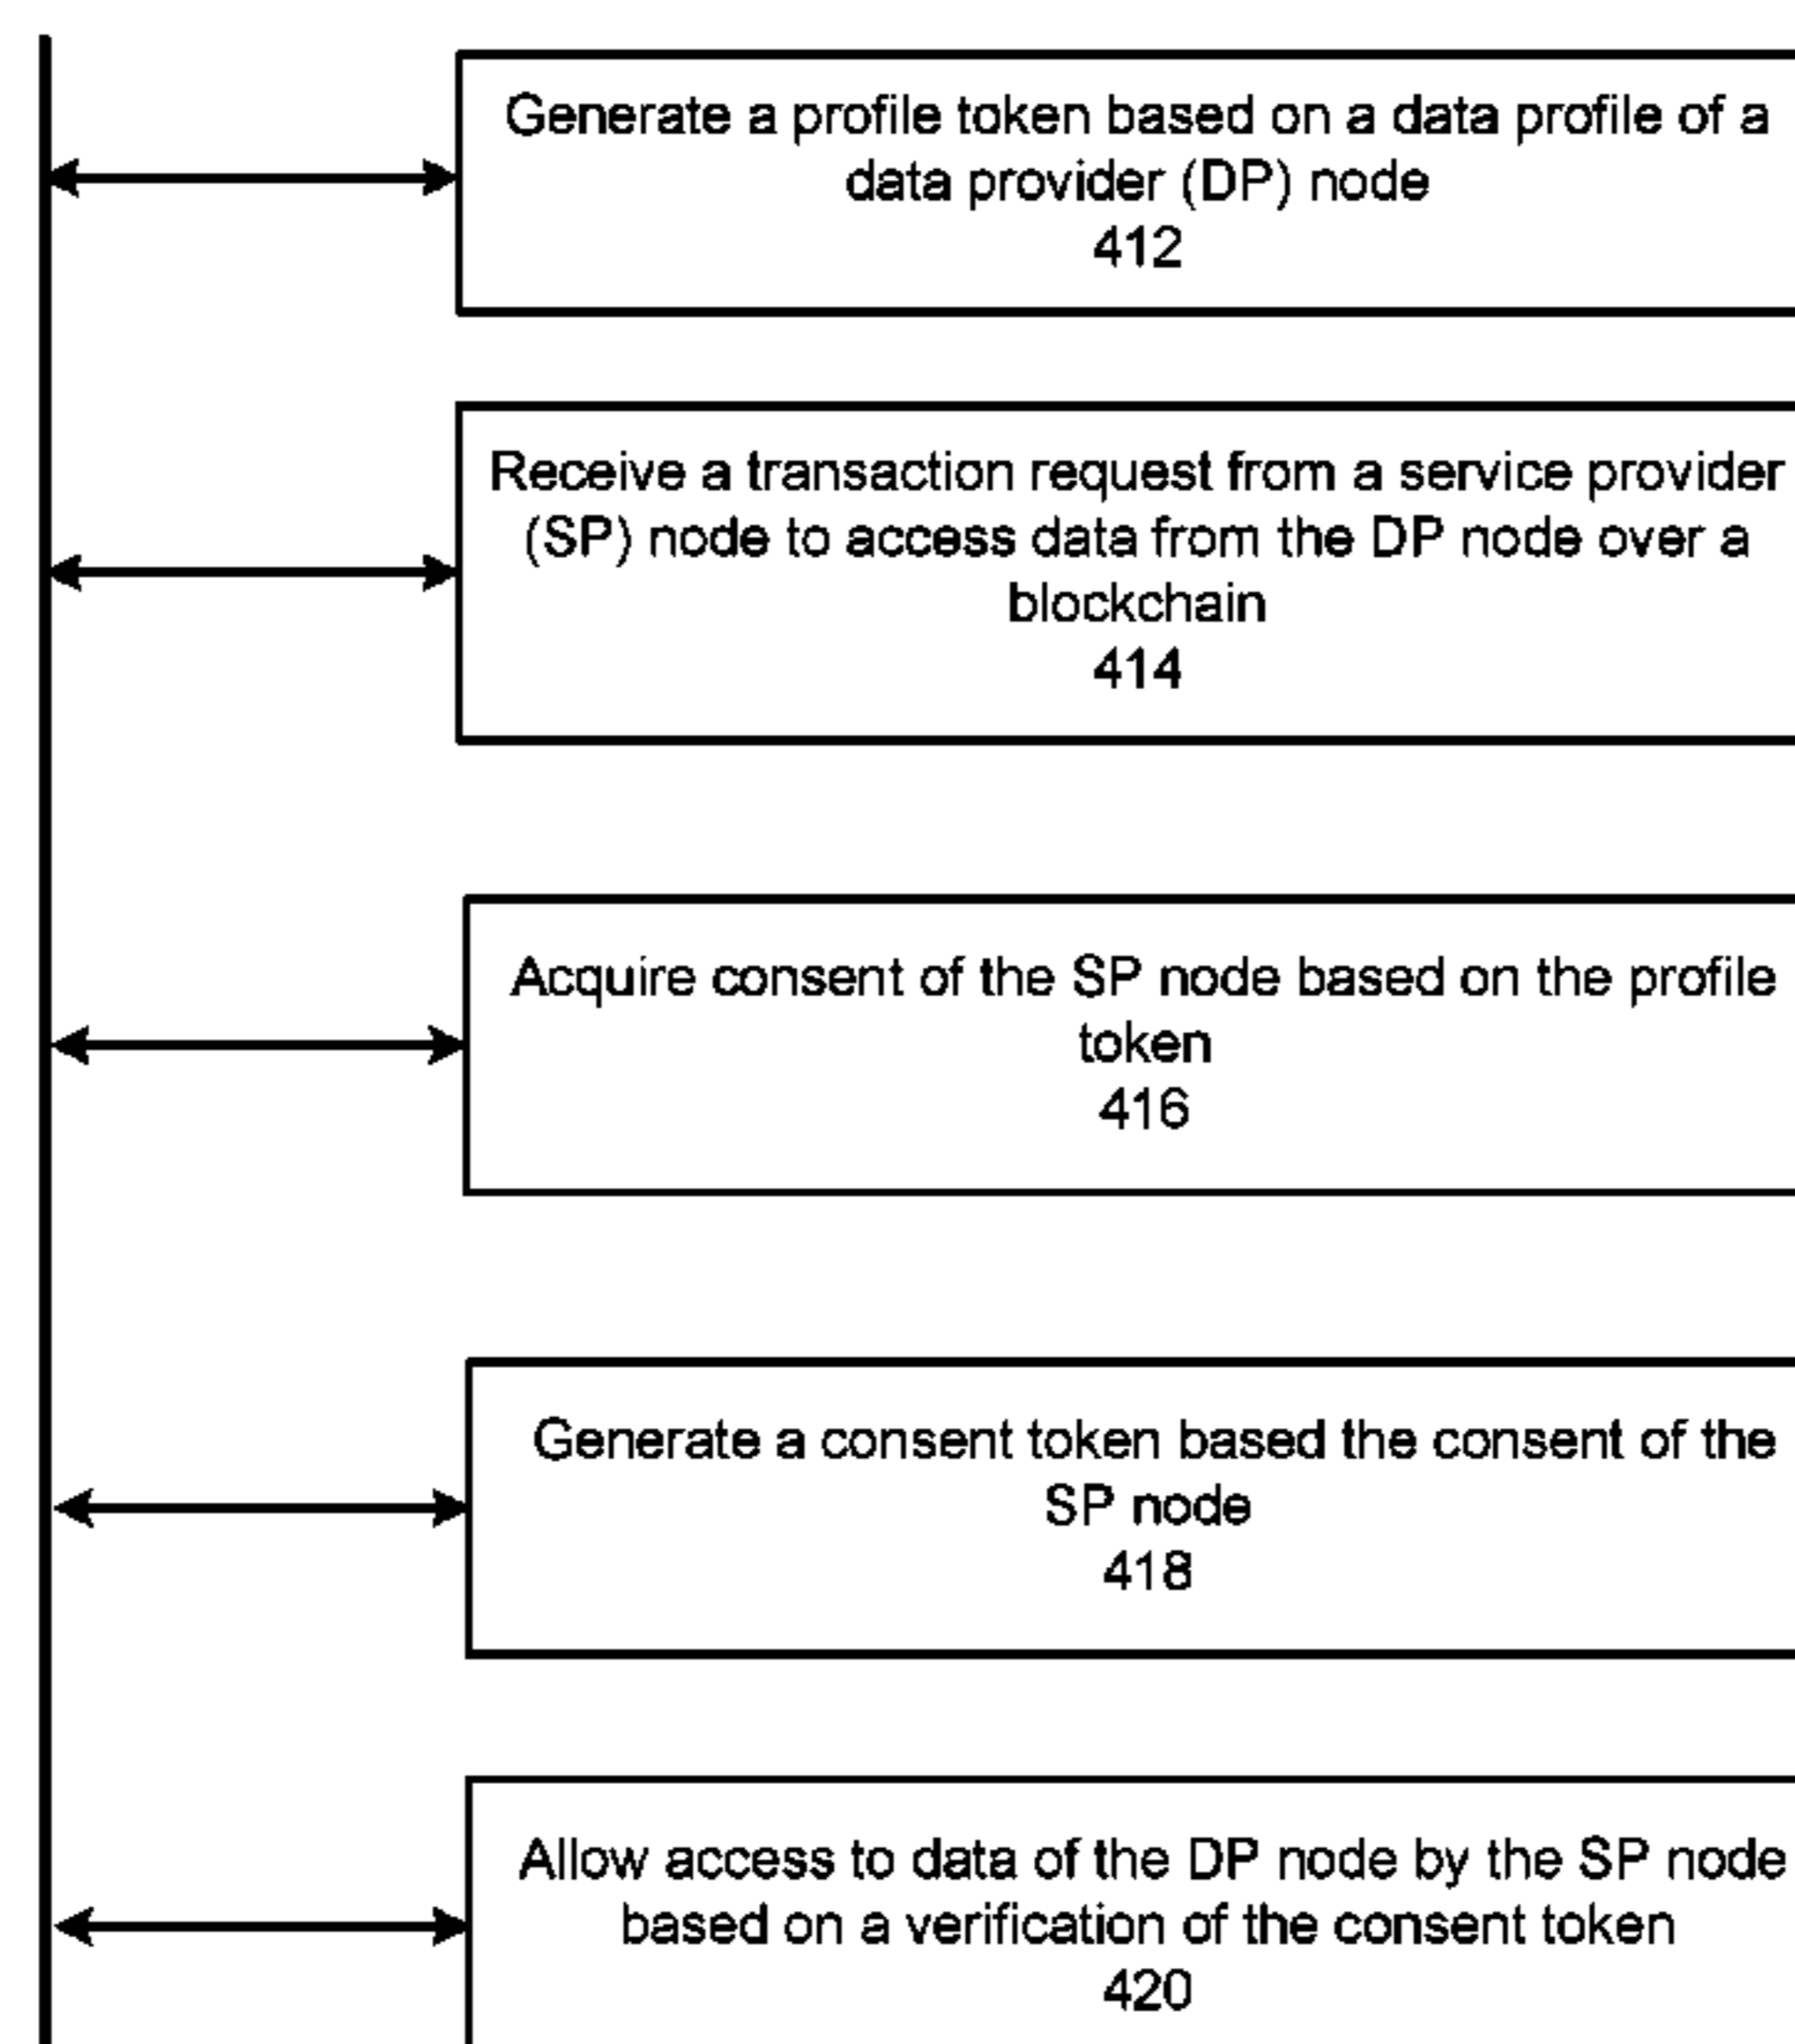 Generate a profile token based on a data profile of a
data provider (DP) node
412
Receive a transaction request from a service provider
(SP) node to access data from the DP node over a
blockchain
414
Acquire consent of the SP node based on the profile
token
416
Generate a consent token based the consent of the
SP node
418
Allow access to data of the DP node by the SP node
based on a verification of the consent token
420